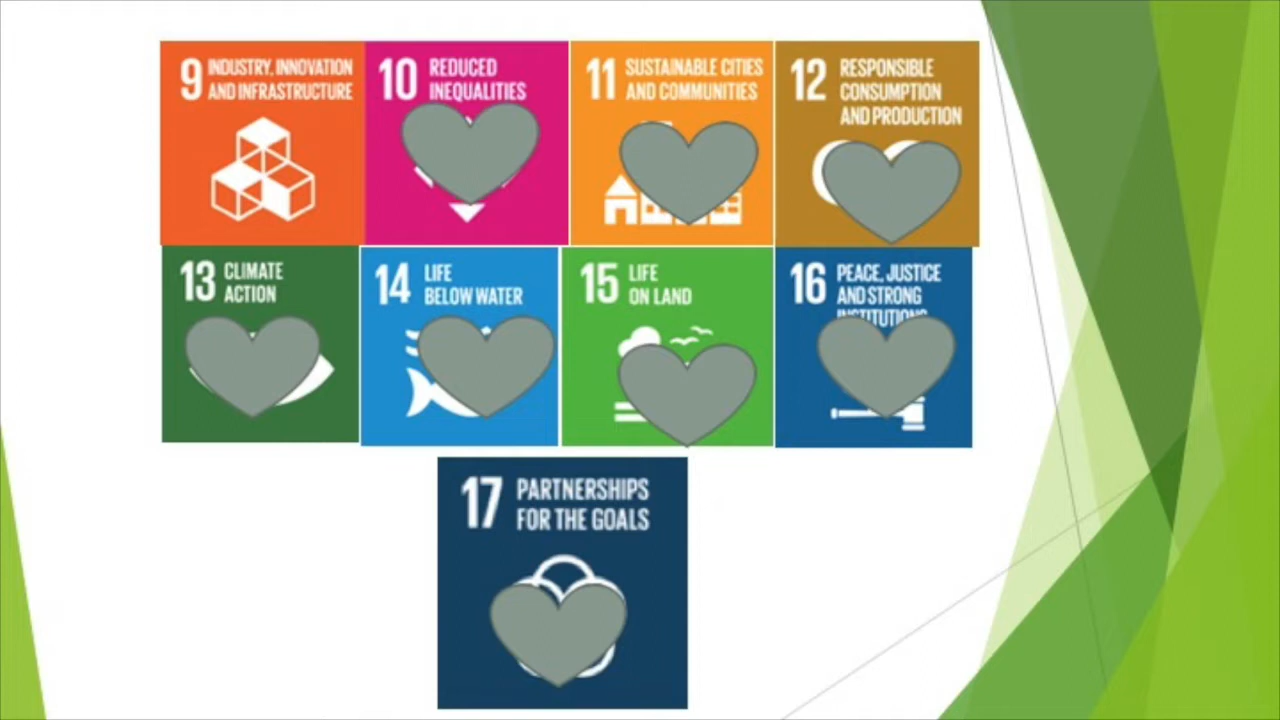 9 INDUSTRY, INNOVATION
AND INFRASTRUCTURE
10 REDUCED
INEQUALITIES
11 SUSTAINABLE CITIES
AND COMMUNITIES
12 RESPONSIBLE
CONSUMPTION
AND PRODUCTION
13 CLIMATE
ACTION
14 LIFE
BELOW WATER
15 LIFE
ON LAND
16 PEACE, JUSTICE
AND STRONG
INSTITUTIONS
17 PARTNERSHIPS
FOR THE GOALS